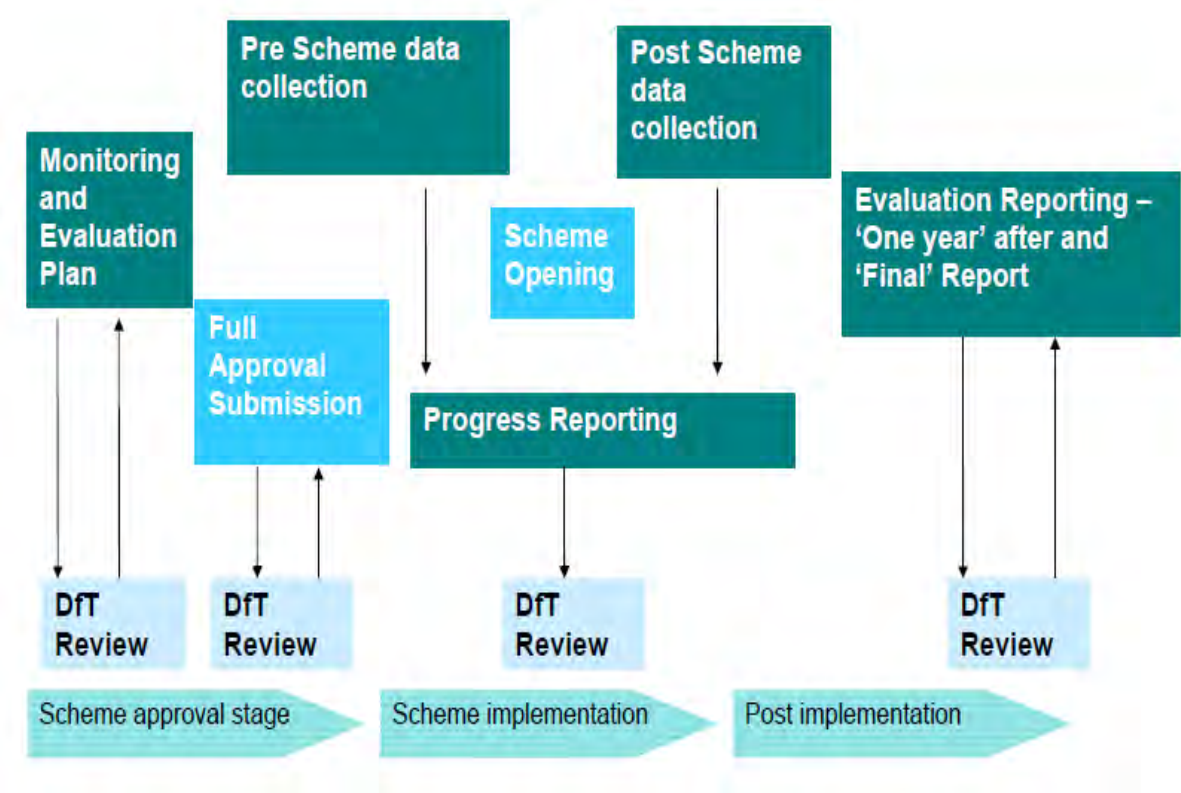 Pre Scheme data
collection
Post Scheme
data
collection
Monitoring
and
Evaluation
Plan
Evaluation Reporting –
‘One year’ after and
‘Final’ Report
Scheme
Opening
Full
Approval
Submission
Progress Reporting
DfT
Review
DfT
Review
DfT
Review
DfT
Review
Scheme approval stage
Scheme implementation
Post implementation